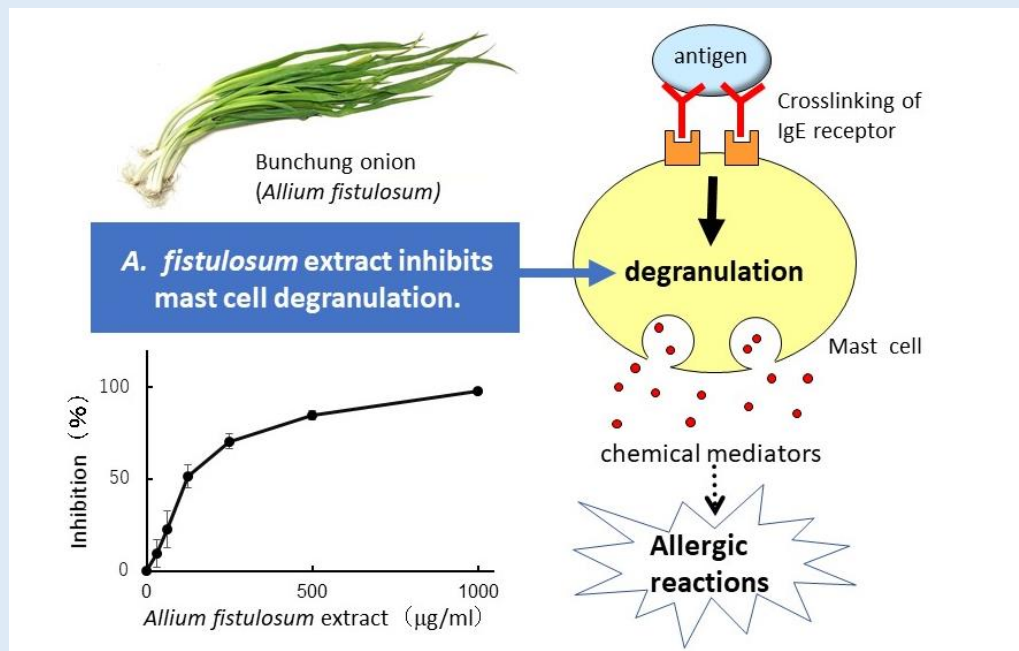 Bunchung onion
(Allium fistulosum)
A. fistulosum extract inhibits
mast cell degranulation.
100
50
0
Inhibition（%）
0
500
1000
Allium fistulosum extract（μg/ml）
antigen
Crosslinking of
IgE receptor
degranulation
Mast cell
chemical mediators
Allergic
reactions